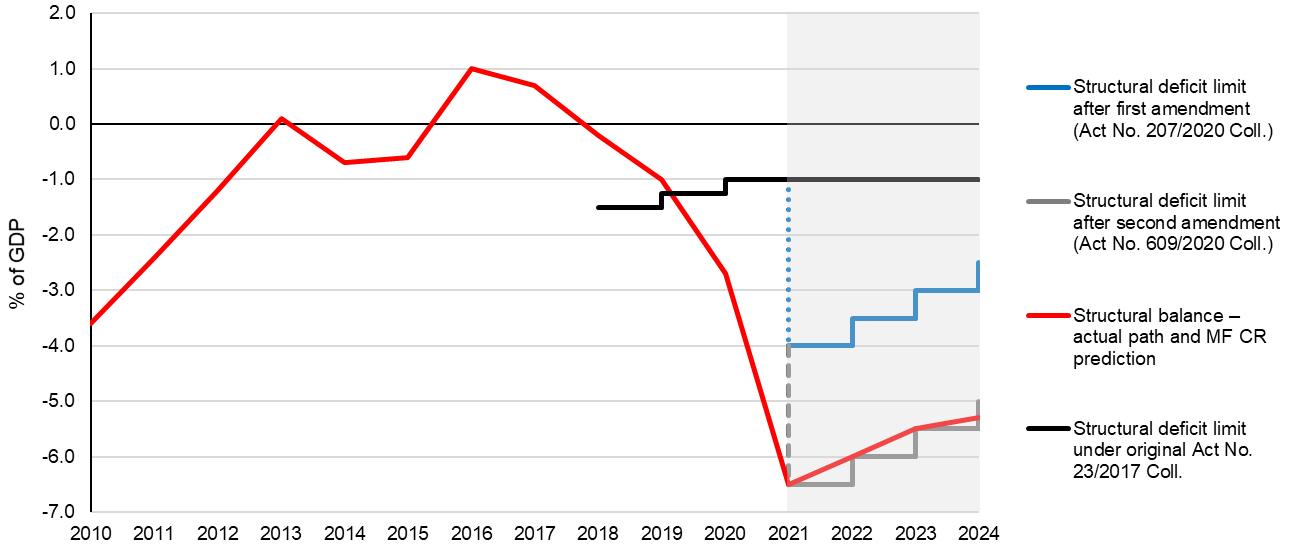 2.0
1.0
0.0
-1.0
-2.0
-3.0
-4.0
-5.0
-6.0
-7.0
% of GDP
2010 2011 2012 2013 2014 2015 2016 2017 2018 2019 2020 2021 2022 2023 2024
Structural deficit limit
after first amendment
(Act No. 207/2020 Coll.)
Structural deficit limit
after second amendment
(Act No. 609/2020 Coll.)
Structural balance –
actual path and MF CR
prediction
Structural deficit limit
under original Act No.
23/2017 Coll.